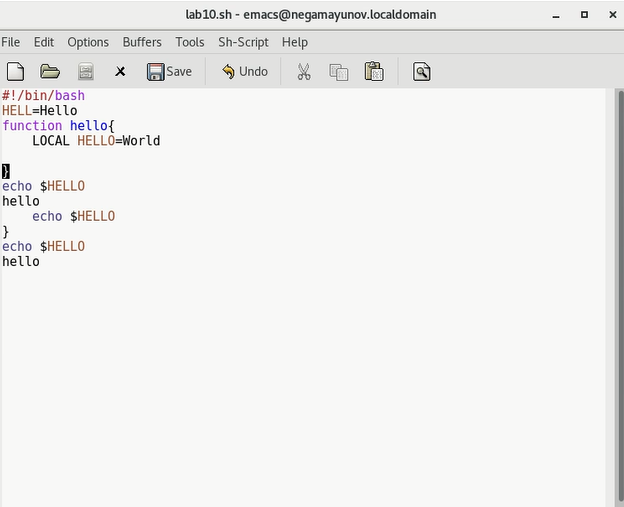 lab10.sh - emacs@negamayunov.localdomain
File Edit Options Buffers Tools Sh-Script Help
Save Undo
#!/bin/bash
HELL=Hello
function hello{
    LOCAL HELLO=World

}
echo $HELLO
hello
    echo $HELLO
}
echo $HELLO
hello